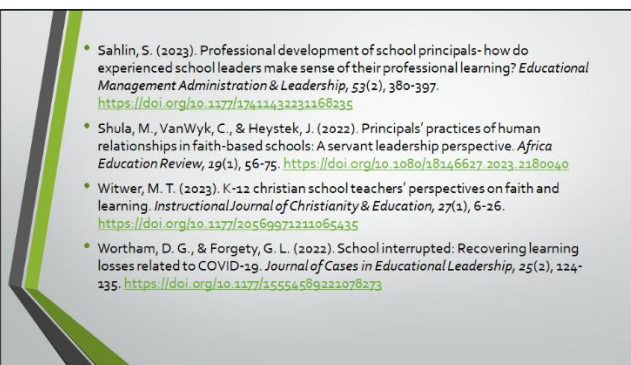 • Sahlin, S. (2023). Professional development of school principals- how do
experienced school leaders make sense of their professional learning? Educational
Management Administration & Leadership, 53(2), 380-397.
https://doi.org/10.1177/17411432231168235
• Shula, M., VanWyk, C., & Heystek, J. (2022). Principals’ practices of human
relationships in faith-based schools: A servant leadership perspective. Africa
Education Review, 19(1), 56-75. https://doi.org/10.1080/18146627.2023.2180040
• Witwer, M. T. (2023). K-12 christian school teachers’ perspectives on faith and
learning. Instructional Journal of Christianity & Education, 27(1), 6-26.
https://doi.org/10.1177/20569971211065435
• Wortham, D. G., & Forgety, G. L. (2022). School interrupted: Recovering learning
losses related to COVID-19. Journal of Cases in Educational Leadership, 25(2), 124-
135. https://doi.org/10.1177/15554589221078273